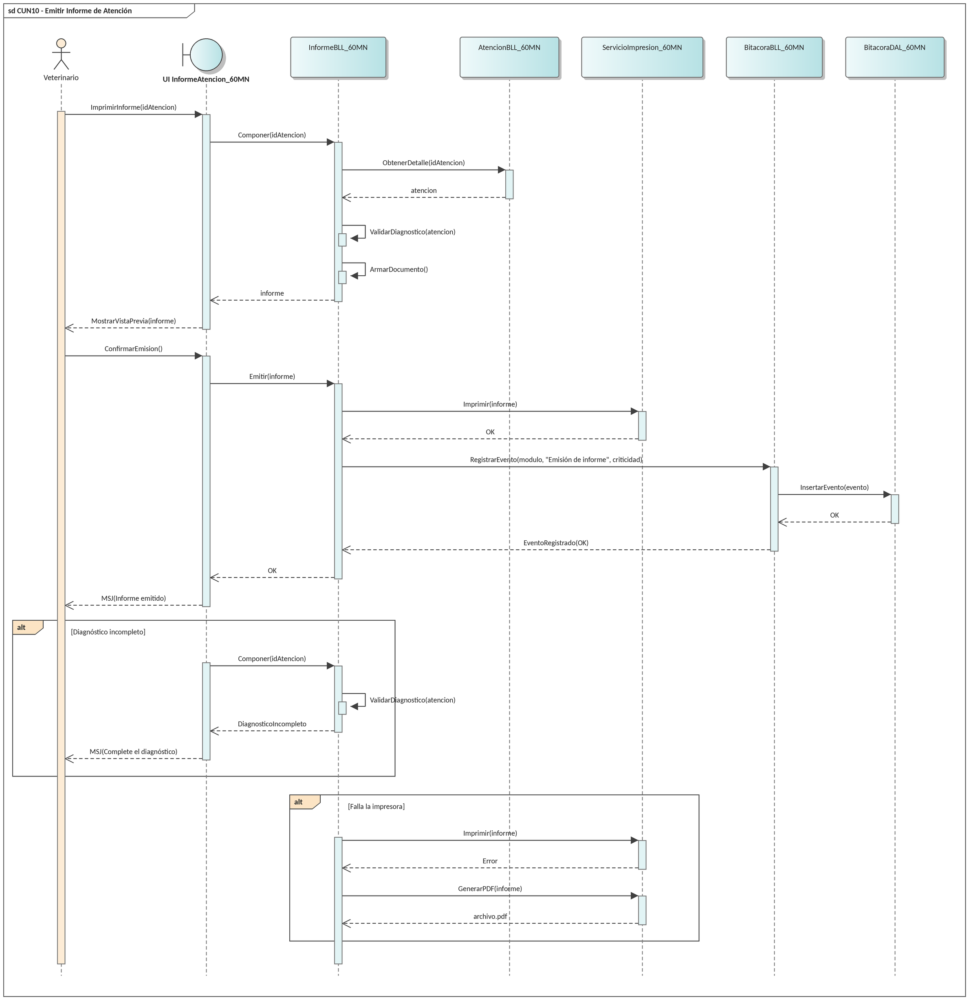 sd CUN10 - Emitir Informe de Atención
Veterinario
UI InformeAtencion_60MN
InformeBLL_60MN
AtencionBLL_60MN
ServicioImpresion_60MN
BitacoraBLL_60MN
BitacoraDAL_60MN
ImprimirInforme(idAtencion)
Componer(idAtencion)
ObtenerDetalle(idAtencion)
atencion
ValidarDiagnostico(atencion)
ArmarDocumento()
informe
MostrarVistaPrevia(informe)
ConfirmarEmision()
Emitir(informe)
Imprimir(informe)
OK
RegistrarEvento(modulo, "Emisión de informe", criticidad)
InsertarEvento(evento)
OK
EventoRegistrado(OK)
OK
MSJ(Informe emitido)
alt
[Diagnóstico incompleto]
Componer(idAtencion)
ValidarDiagnostico(atencion)
DiagnosticoIncompleto
MSJ(Complete el diagnóstico)
alt
[Falla la impresora]
Imprimir(informe)
Error
GenerarPDF(informe)
archivo.pdf